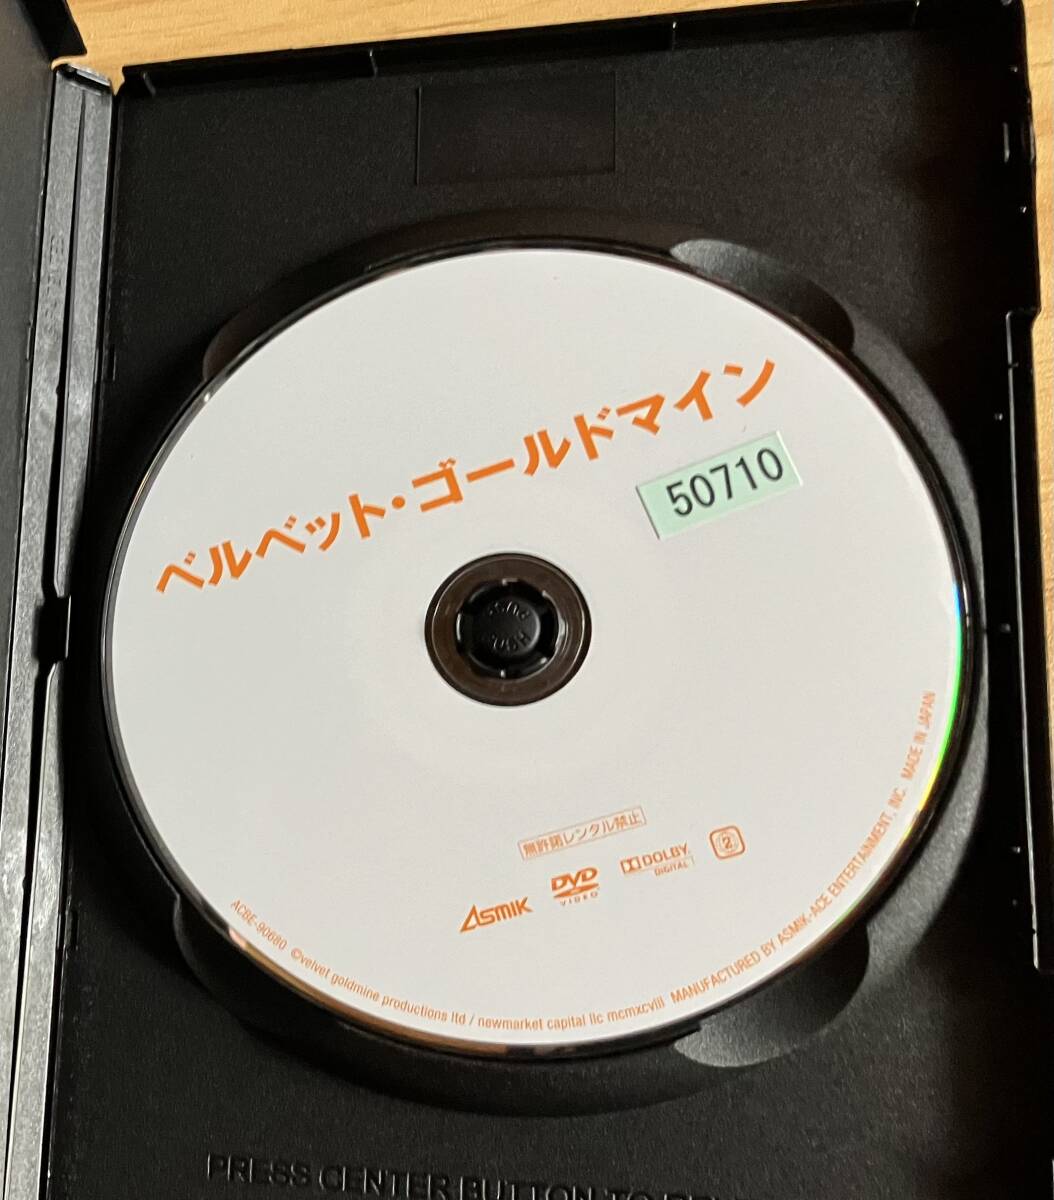 ベルベット・ゴールドマイン
50710
PUSH
無許諾レンタル禁止
ASMIK
DVD
VIDEO
DOLBY
DIGITAL
2
ACBE-90680 ©velvet goldmine productions ltd / newmarket capital llc mcmxcviii MANUFACTURED BY ASMIK-ACE ENTERTAINMENT, INC. MADE IN JAPAN
PRESS CENTER BUTTON TO